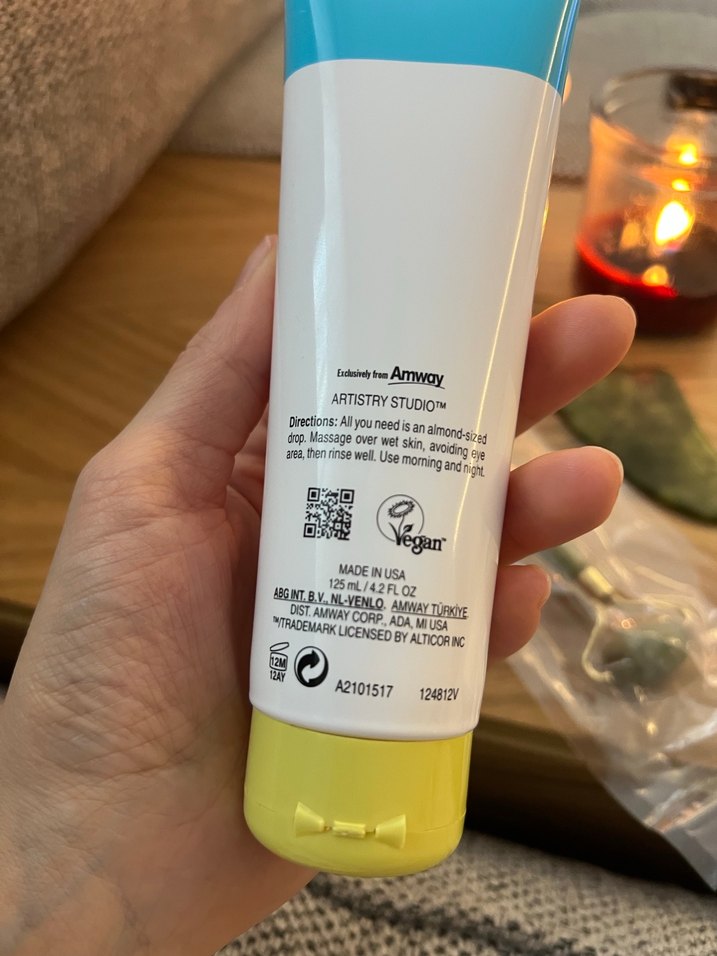 Exclusively from Amway
ARTISTRY STUDIO™
Directions: All you need is an almond-sized
drop. Massage over wet skin, avoiding eye
area, then rinse well. Use morning and night.
Vegan™
MADE IN USA
125 mL / 4.2 FL OZ
ABG INT. B.V., NL-VENLO. AMWAY TÜRKİYE.
DIST. AMWAY CORP., ADA, MI USA
™/TRADEMARK LICENSED BY ALTICOR INC
12M
12AY
A2101517 124812V